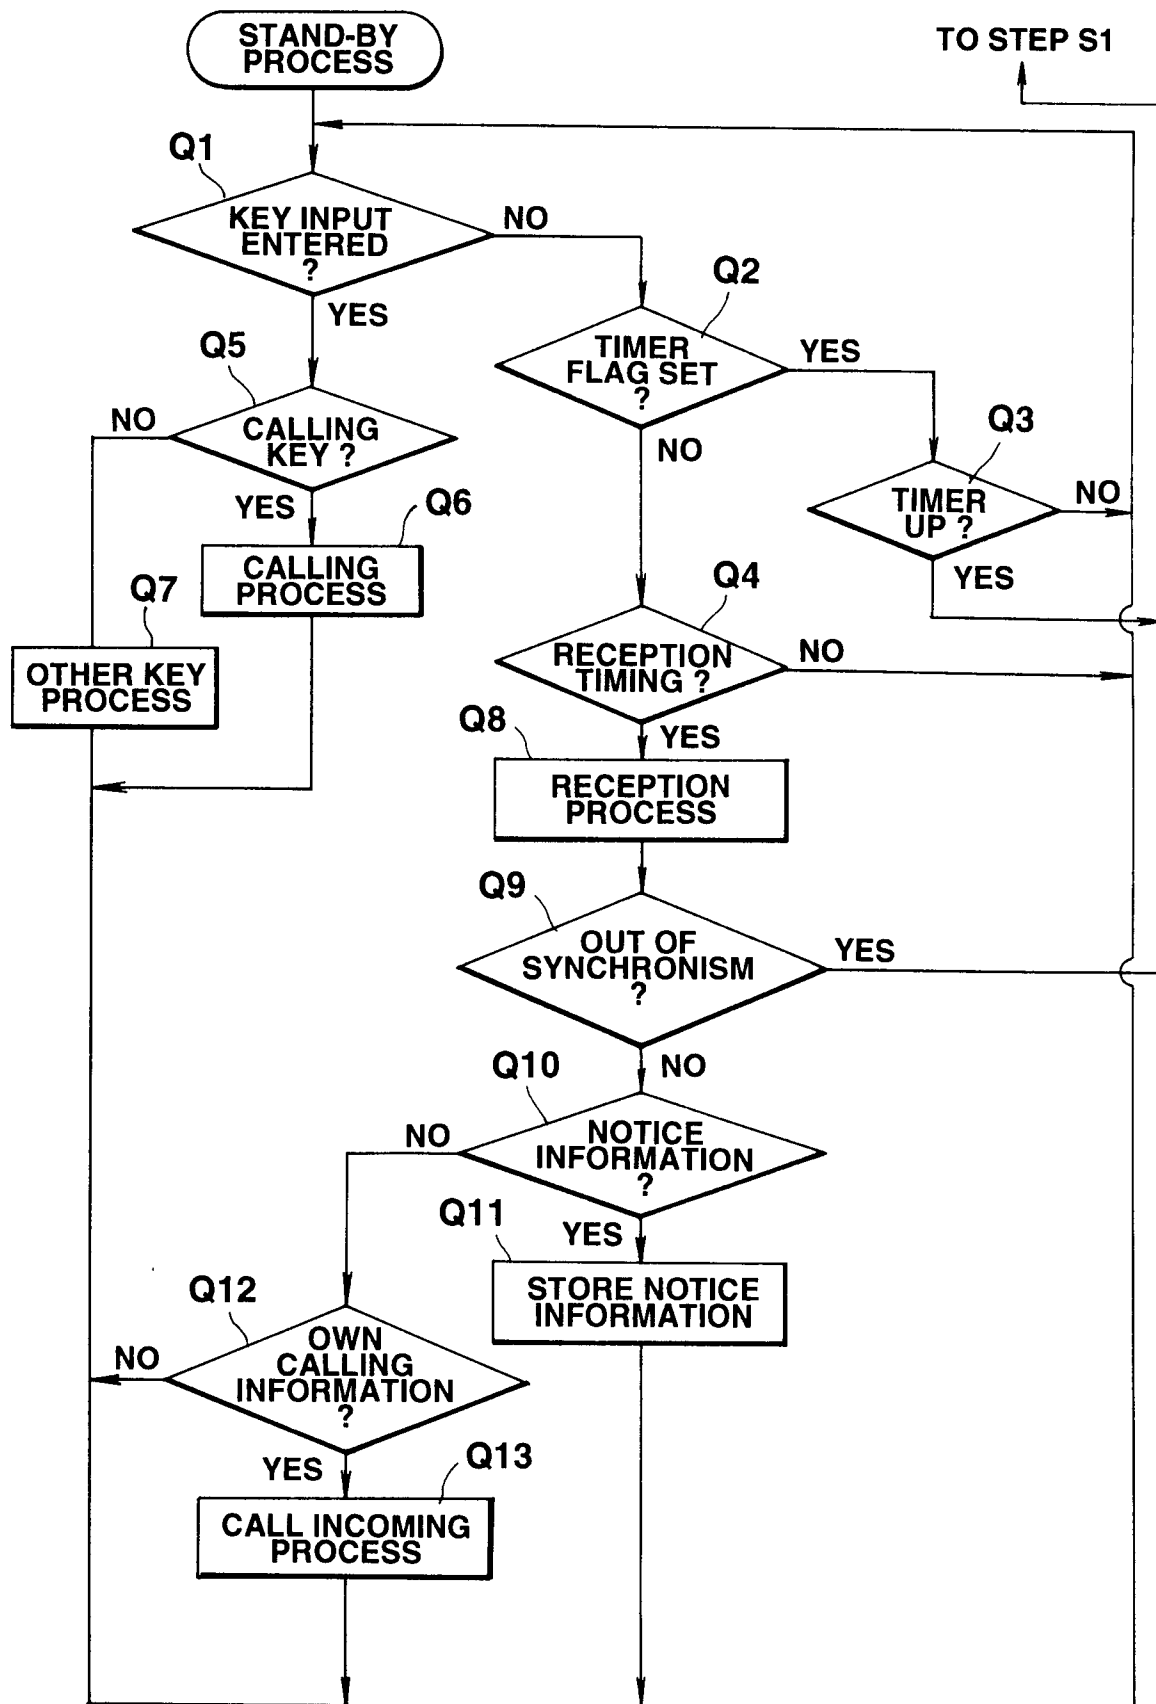 STAND-BY
PROCESS
TO STEP S1
Q1
KEY INPUT
ENTERED
?
NO
YES
Q2
TIMER
FLAG SET
?
YES
NO
Q3
TIMER
UP ?
NO
YES
Q5
CALLING
KEY ?
NO
YES
Q6
CALLING
PROCESS
Q7
OTHER KEY
PROCESS
Q4
RECEPTION
TIMING ?
NO
YES
Q8
RECEPTION
PROCESS
Q9
OUT OF
SYNCHRONISM
?
YES
NO
Q10
NOTICE
INFORMATION
?
NO
YES
Q11
STORE NOTICE
INFORMATION
Q12
OWN
CALLING
INFORMATION
?
NO
YES
Q13
CALL INCOMING
PROCESS